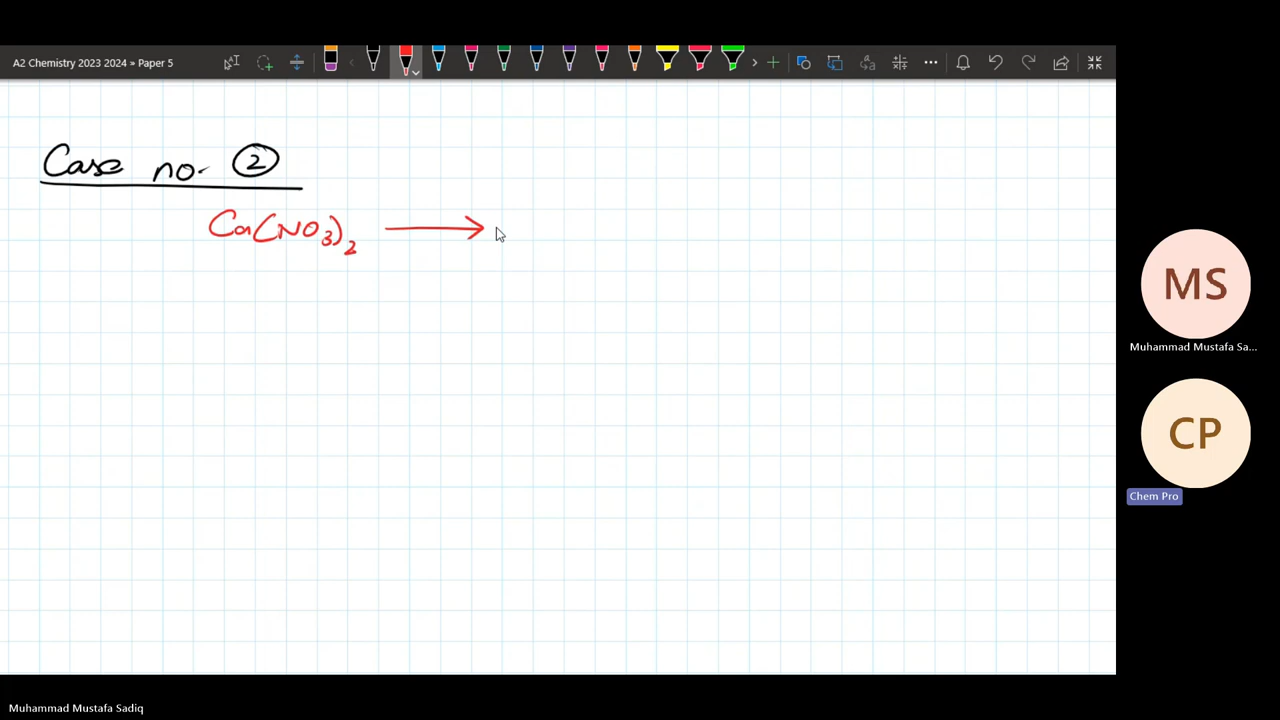 A2 Chemistry 2023 2024 » Paper 5
Case no. ②
Ca(NO₃)₂ →
MS
Muhammad Mustafa Sa...
CP
Chem Pro
Muhammad Mustafa Sadiq